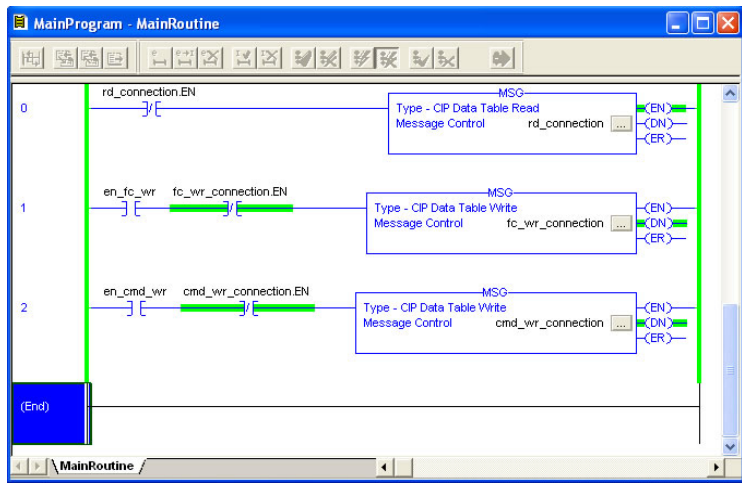 MainProgram - MainRoutine
rd_connection.EN
MSG
0
Type - CIP Data Table Read
Message Control rd_connection ...
EN
DN
ER
en_fc_wr fc_wr_connection.EN
MSG
1
Type - CIP Data Table Write
Message Control fc_wr_connection ...
EN
DN
ER
en_cmd_wr cmd_wr_connection.EN
MSG
2
Type - CIP Data Table Write
Message Control cmd_wr_connection ...
EN
DN
ER
(End)
MainRoutine